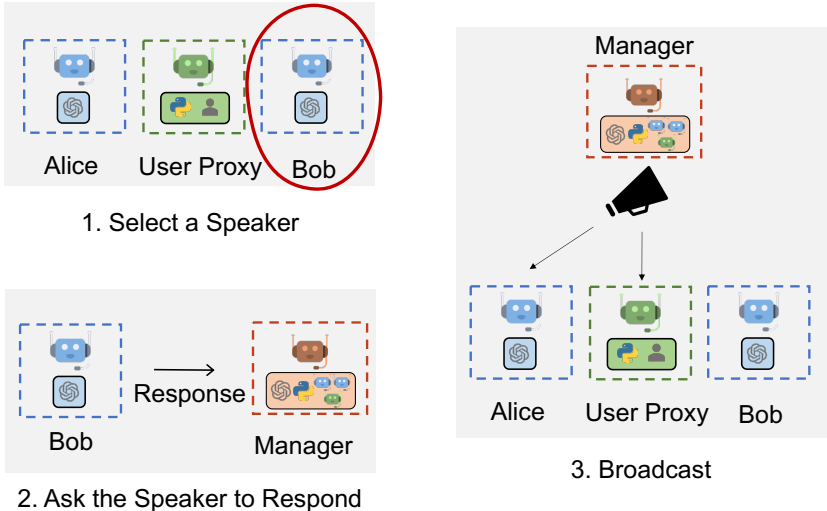 Alice
User Proxy
Bob
1. Select a Speaker
Bob
Response
Manager
2. Ask the Speaker to Respond
Manager
Alice
User Proxy
Bob
3. Broadcast